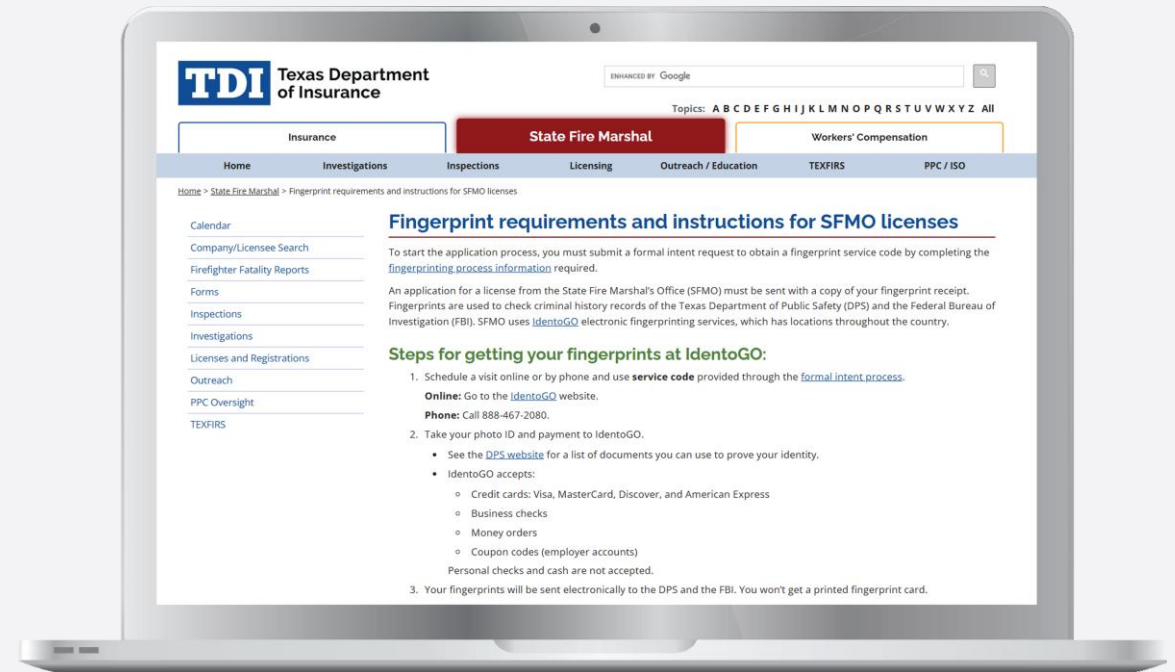 TDI Texas Department
of Insurance
ENHANCED BY Google
Topics: A B C D E F G H I J K L M N O P Q R S T U V W X Y Z All
Insurance State Fire Marshal Workers' Compensation
Home Investigations Inspections Licensing Outreach / Education TEXFIRS PPC / ISO
Home > State Fire Marshal > Fingerprint requirements and instructions for SFMO licenses
Calendar
Company/Licensee Search
Firefighter Fatality Reports
Forms
Inspections
Investigations
Licenses and Registrations
Outreach
PPC Oversight
TEXFIRS
Fingerprint requirements and instructions for SFMO licenses
To start the application process, you must submit a formal intent request to obtain a fingerprint service code by completing the
fingerprinting process information required.
An application for a license from the State Fire Marshal's Office (SFMO) must be sent with a copy of your fingerprint receipt.
Fingerprints are used to check criminal history records of the Texas Department of Public Safety (DPS) and the Federal Bureau of
Investigation (FBI). SFMO uses IdentoGO electronic fingerprinting services, which has locations throughout the country.
Steps for getting your fingerprints at IdentoGO:
1. Schedule a visit online or by phone and use service code provided through the formal intent process.
Online: Go to the IdentoGO website.
Phone: Call 888-467-2080.
2. Take your photo ID and payment to IdentoGO.
• See the DPS website for a list of documents you can use to prove your identity.
• IdentoGO accepts:
◦ Credit cards: Visa, MasterCard, Discover, and American Express
◦ Business checks
◦ Money orders
◦ Coupon codes (employer accounts)
Personal checks and cash are not accepted.
3. Your fingerprints will be sent electronically to the DPS and the FBI. You won't get a printed fingerprint card.